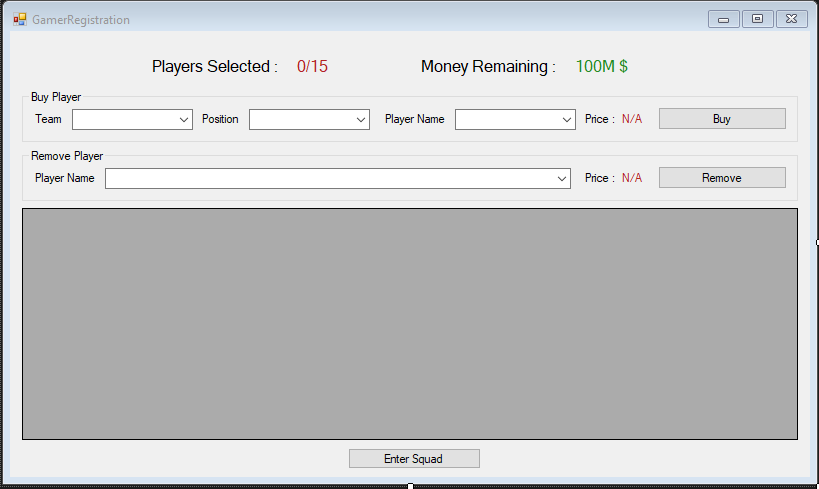 GamerRegistration
Players Selected : 0/15 Money Remaining : 100M $
Buy Player
Team Position Player Name Price : N/A Buy
Remove Player
Player Name Price : N/A Remove
Enter Squad